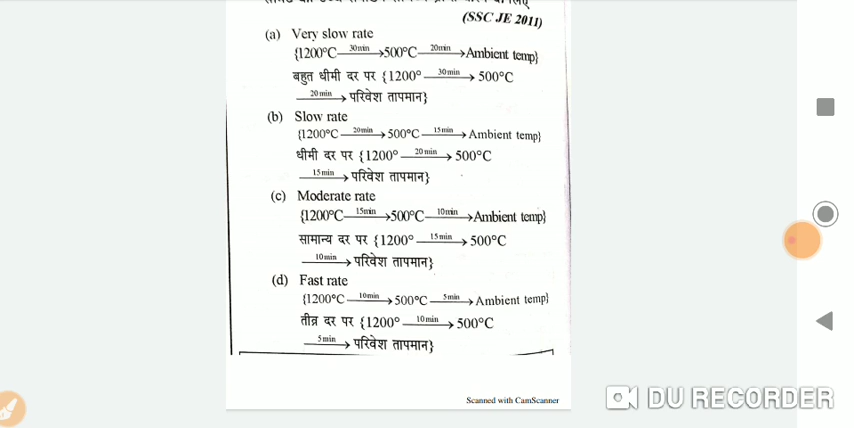 (SSC JE 2011)
(a) Very slow rate
{1200°C —30min→ 500°C —20min→ Ambient temp}
बहुत धीमी दर पर {1200° —30min→ 500°C
—20min→ परिवेश तापमान}
(b) Slow rate
{1200°C —20min→ 500°C —15min→ Ambient temp}
धीमी दर पर {1200° —20min→ 500°C
—15min→ परिवेश तापमान}
(c) Moderate rate
{1200°C —15min→ 500°C —10min→ Ambient temp}
सामान्य दर पर {1200° —15min→ 500°C
—10min→ परिवेश तापमान}
(d) Fast rate
{1200°C —10min→ 500°C —5min→ Ambient temp}
तीव्र दर पर {1200° —10min→ 500°C
—5min→ परिवेश तापमान}
Scanned with CamScanner
DU RECORDER